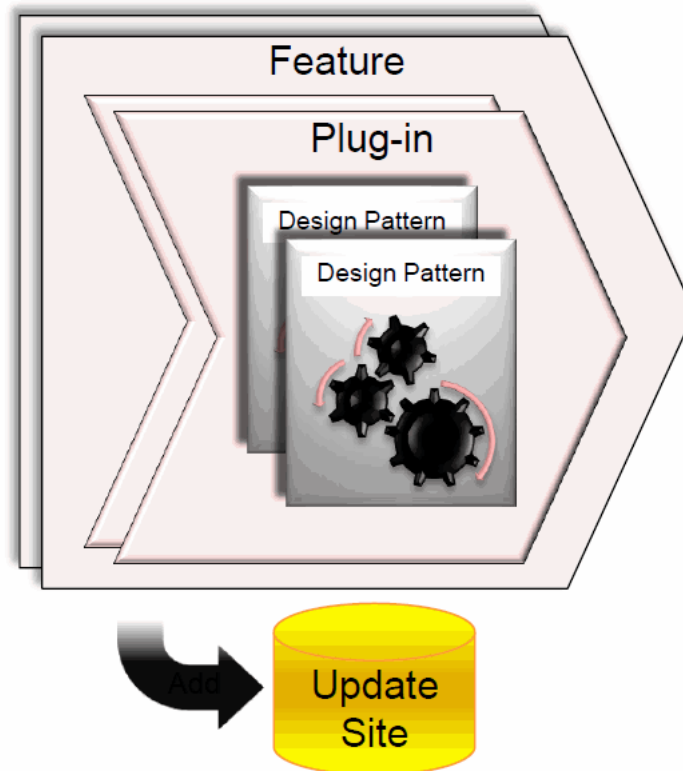 Feature
Plug-in
Design Pattern
Design Pattern
Add
Update
Site